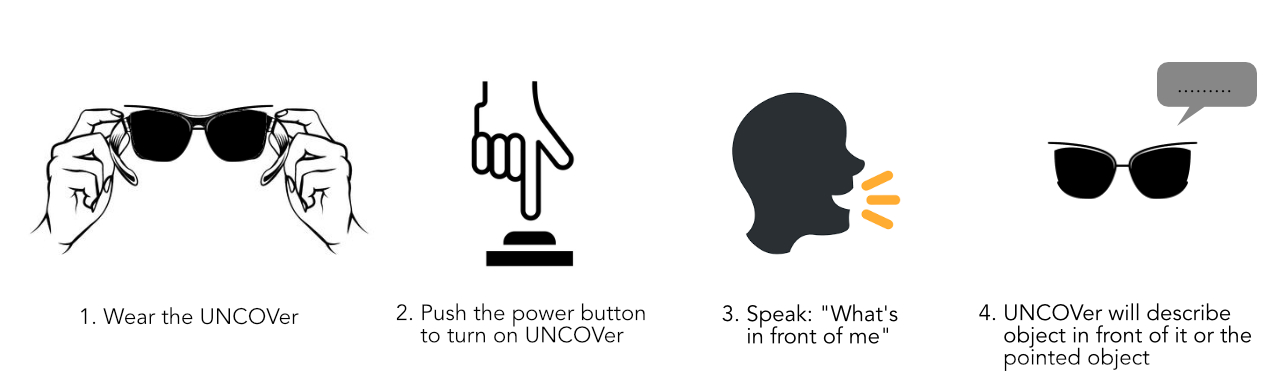 .........
1. Wear the UNCOVer
2. Push the power button
to turn on UNCOVer
3. Speak: "What's
in front of me"
4. UNCOVer will describe
object in front of it or the
pointed object